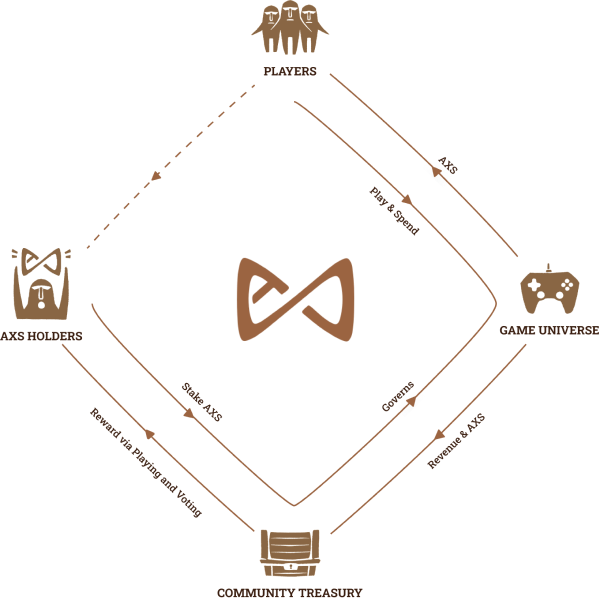 PLAYERS
AXS
Play & Spend
AXS HOLDERS
GAME UNIVERSE
Stake AXS
Governs
Reward via Playing and Voting
Revenue & AXS
COMMUNITY TREASURY